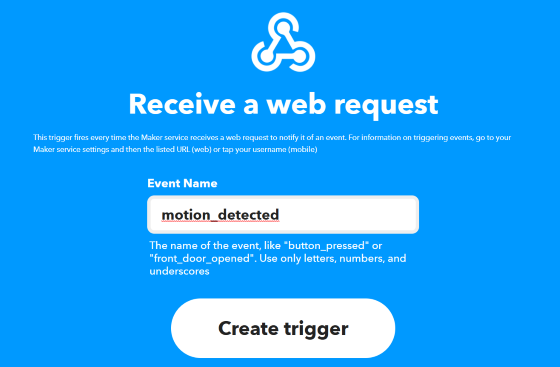 Receive a web request
This trigger fires every time the Maker service receives a web request to notify it of an event. For information on triggering events, go to your
Maker service settings and then the listed URL (web) or tap your username (mobile)
Event Name
motion_detected
The name of the event, like "button_pressed" or
"front_door_opened". Use only letters, numbers, and
underscores
Create trigger